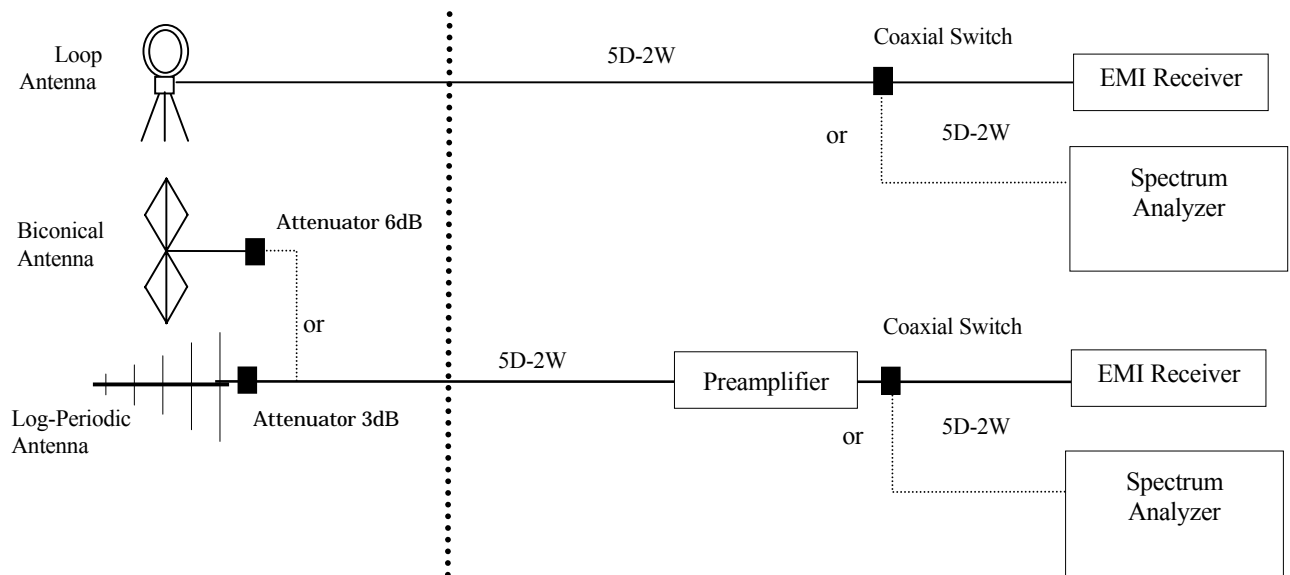 Loop
Antenna
5D-2W
Coaxial Switch
EMI Receiver
or
5D-2W
Spectrum
Analyzer
Biconical
Antenna
Attenuator 6dB
or
Log-Periodic
Antenna
Attenuator 3dB
5D-2W
Preamplifier
Coaxial Switch
EMI Receiver
or
5D-2W
Spectrum
Analyzer